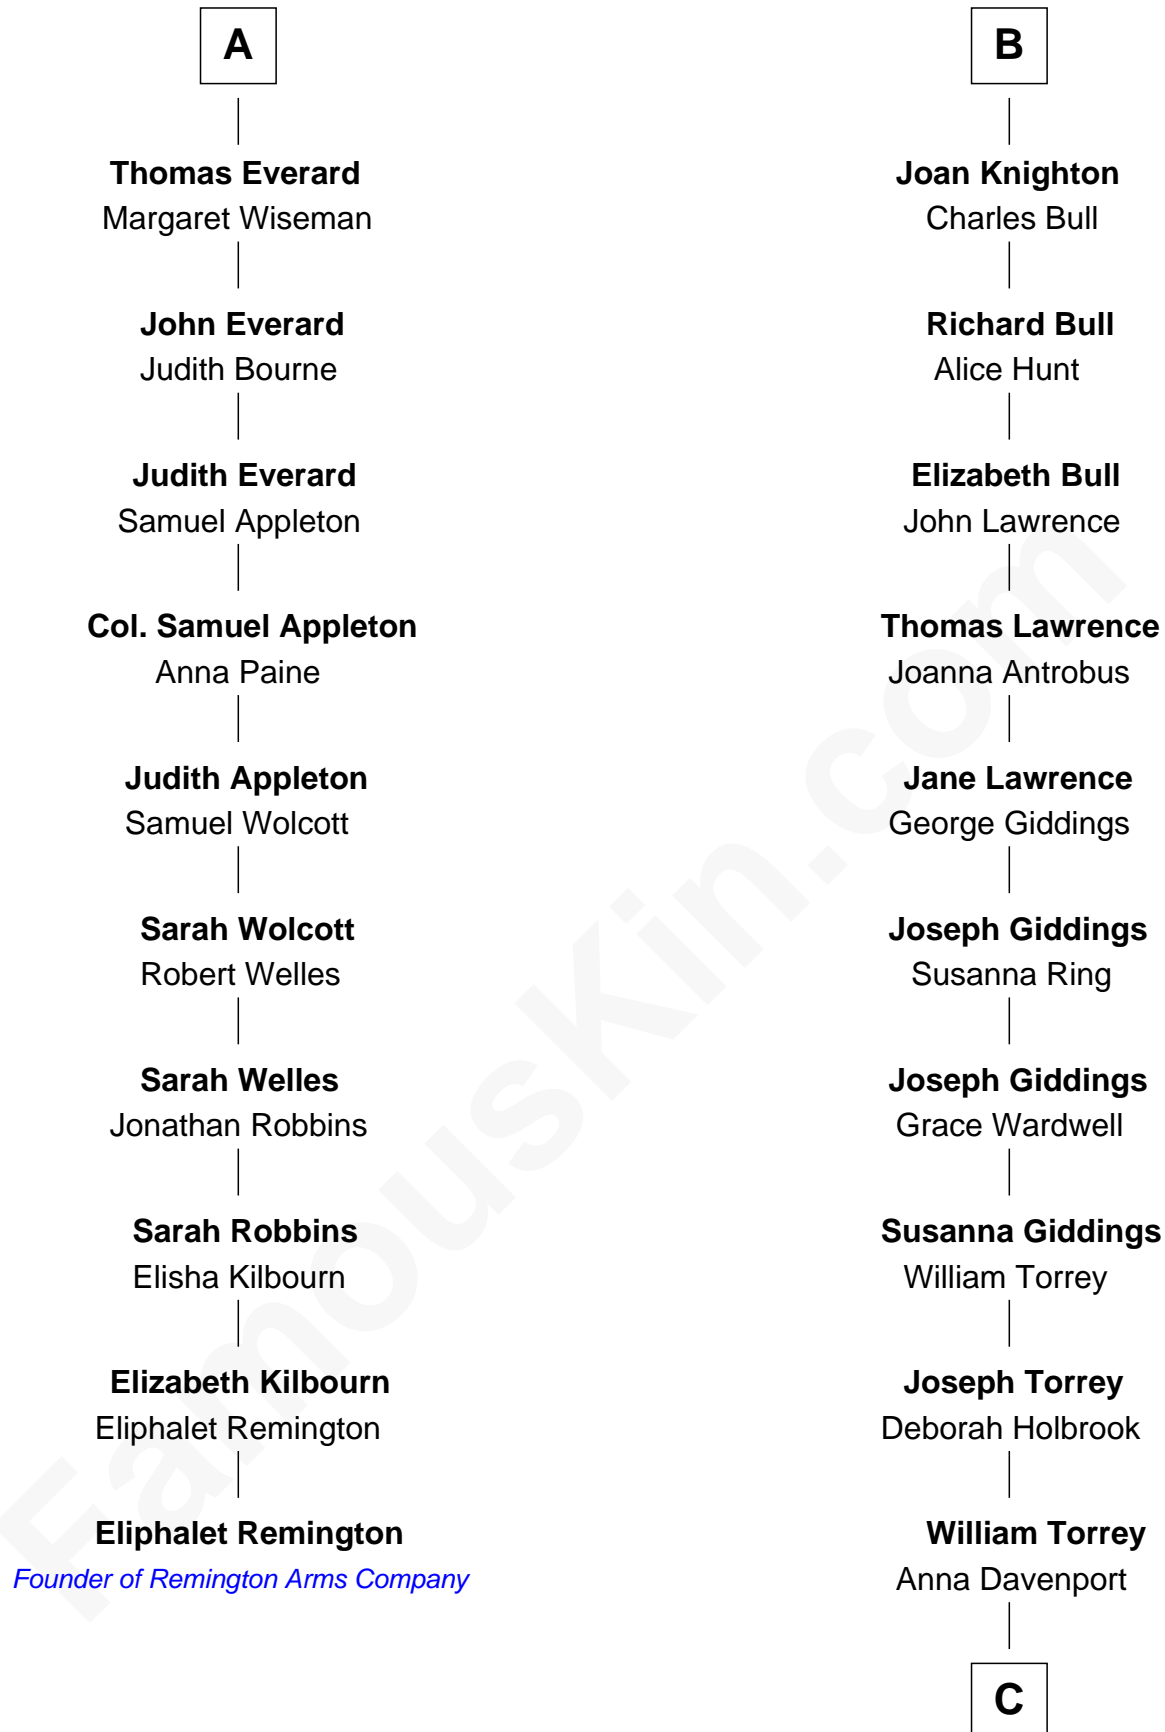 A
Thomas Everard
Margaret Wiseman
John Everard
Judith Bourne
Judith Everard
Samuel Appleton
Col. Samuel Appleton
Anna Paine
Judith Appleton
Samuel Wolcott
Sarah Wolcott
Robert Welles
Sarah Welles
Jonathan Robbins
Sarah Robbins
Elisha Kilbourn
Elizabeth Kilbourn
Eliphalet Remington
Eliphalet Remington
Founder of Remington Arms Company
B
Joan Knighton
Charles Bull
Richard Bull
Alice Hunt
Elizabeth Bull
John Lawrence
Thomas Lawrence
Joanna Antrobus
Jane Lawrence
George Giddings
Joseph Giddings
Susanna Ring
Joseph Giddings
Grace Wardwell
Susanna Giddings
William Torrey
Joseph Torrey
Deborah Holbrook
William Torrey
Anna Davenport
C
FamousKin.com